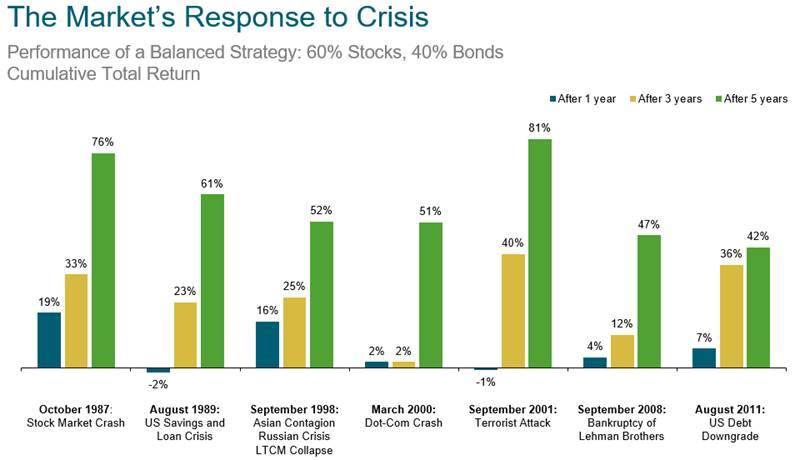 The Market's Response to Crisis
Performance of a Balanced Strategy: 60% Stocks, 40% Bonds
Cumulative Total Return
After 1 year After 3 years After 5 years
19% 33% 76%
-2% 23% 61%
16% 25% 52%
2% 2% 51%
-1% 40% 81%
4% 12% 47%
7% 36% 42%
October 1987:
Stock Market Crash
August 1989:
US Savings and
Loan Crisis
September 1998:
Asian Contagion
Russian Crisis
LTCM Collapse
March 2000:
Dot-Com Crash
September 2001:
Terrorist Attack
September 2008:
Bankruptcy of
Lehman Brothers
August 2011:
US Debt
Downgrade